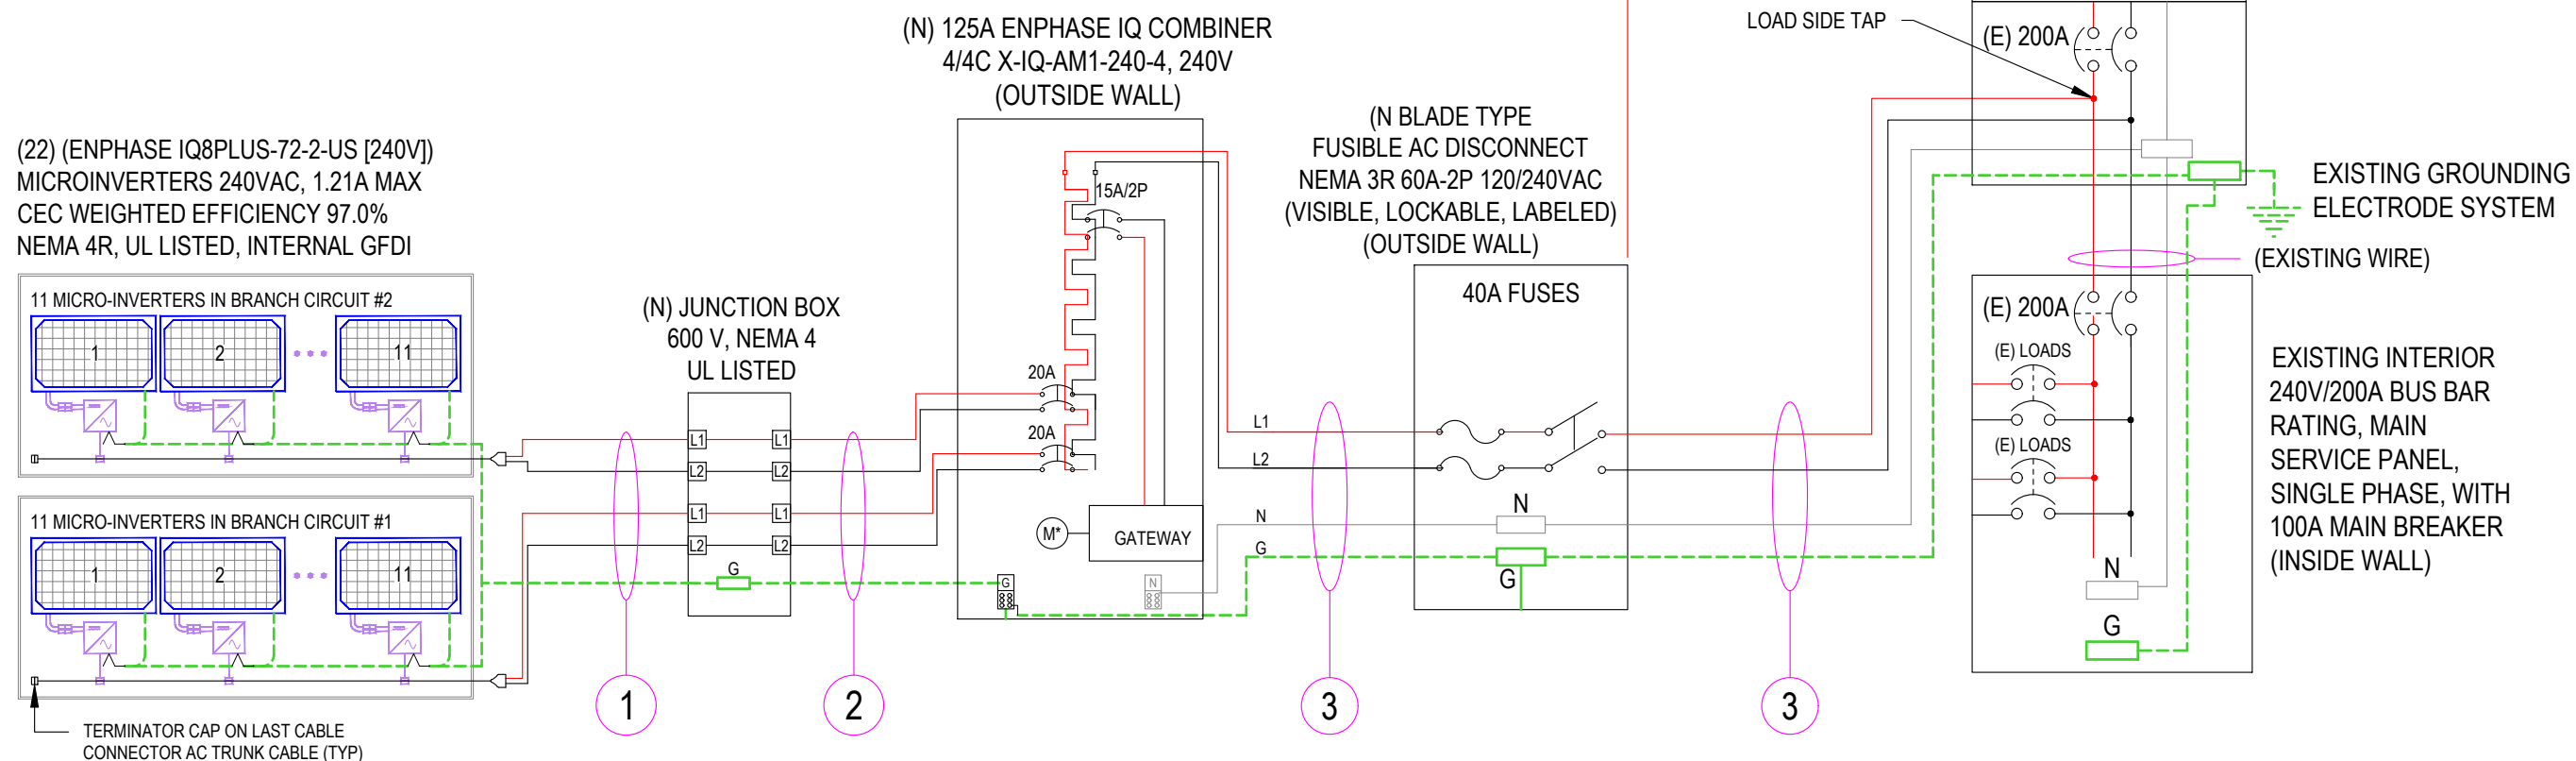 (N) 125A ENPHASE IQ COMBINER
4/4C X-IQ-AM1-240-4, 240V
(OUTSIDE WALL)
LOAD SIDE TAP
(E) 200A
(22) (ENPHASE IQ8PLUS-72-2-US [240V])
MICROINVERTERS 240VAC, 1.21A MAX
CEC WEIGHTED EFFICIENCY 97.0%
NEMA 4R, UL LISTED, INTERNAL GFDI
(N BLADE TYPE
FUSIBLE AC DISCONNECT
NEMA 3R 60A-2P 120/240VAC
(VISIBLE, LOCKABLE, LABELED)
(OUTSIDE WALL)
EXISTING GROUNDING
ELECTRODE SYSTEM
(EXISTING WIRE)
11 MICRO-INVERTERS IN BRANCH CIRCUIT #2
1
2
11
11 MICRO-INVERTERS IN BRANCH CIRCUIT #1
1
2
11
TERMINATOR CAP ON LAST CABLE
CONNECTOR AC TRUNK CABLE (TYP)
(N) JUNCTION BOX
600 V, NEMA 4
UL LISTED
L1
L1
L2
L2
L1
L1
L2
L2
G
1
2
15A/2P
20A
20A
M*
GATEWAY
G
N
L1
L2
N
G
3
40A FUSES
N
G
3
(E) 200A
(E) LOADS
(E) LOADS
N
G
EXISTING INTERIOR
240V/200A BUS BAR
RATING, MAIN
SERVICE PANEL,
SINGLE PHASE, WITH
100A MAIN BREAKER
(INSIDE WALL)